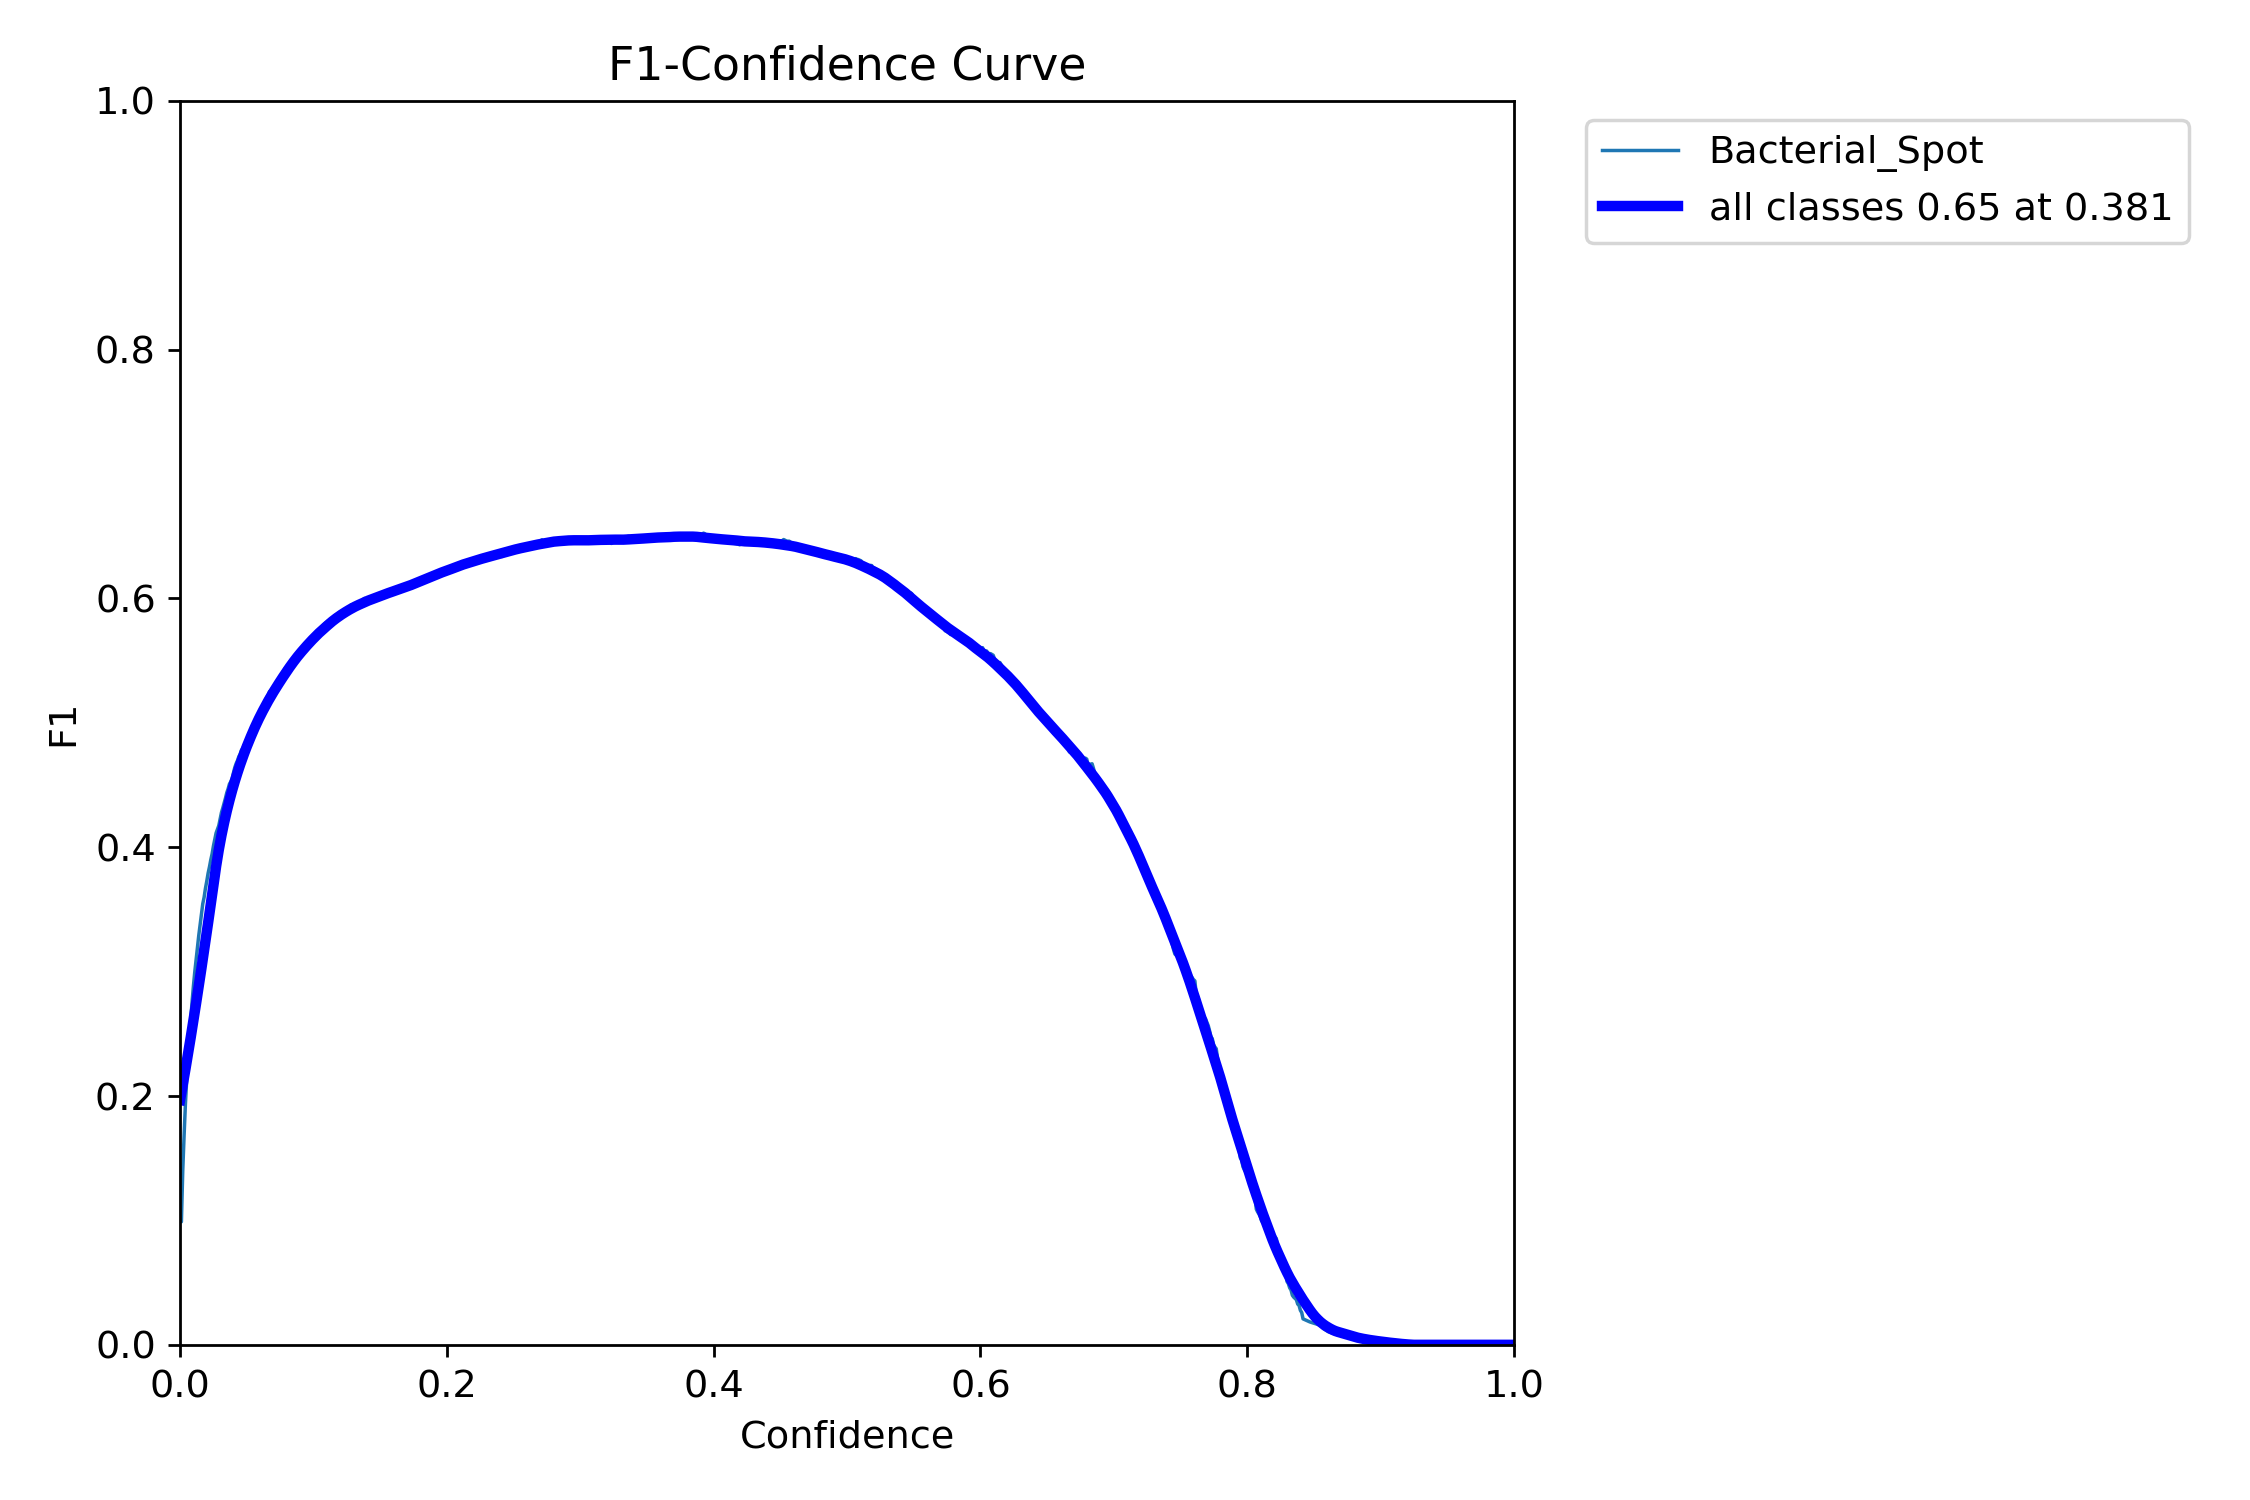 F1-Confidence Curve
1.0
0.8
0.6
0.4
0.2
0.0
F1
0.0 0.2 0.4 0.6 0.8 1.0
Confidence
Bacterial_Spot
all classes 0.65 at 0.381